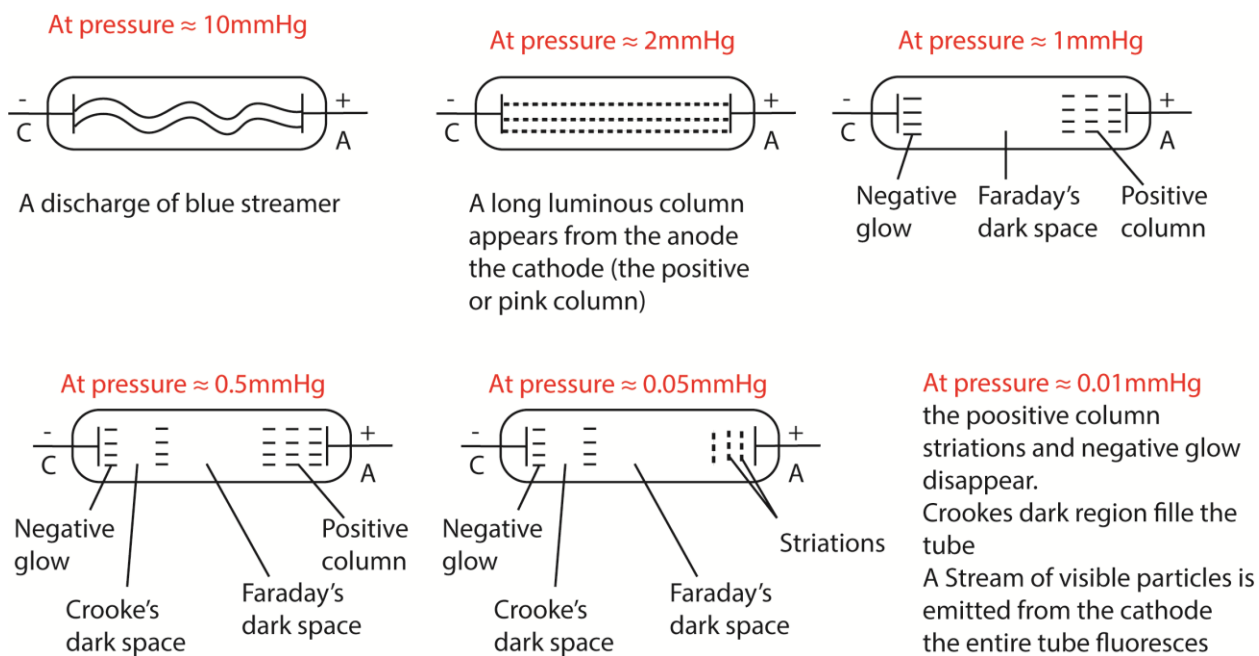 At pressure ≈ 10mmHg
-
+
C
A
A discharge of blue streamer
At pressure ≈ 2mmHg
-
+
C
A
A long luminous column
appears from the anode
the cathode (the positive
or pink column)
At pressure ≈ 1mmHg
-
+
C
A
Negative
glow
Faraday's
dark space
Positive
column
At pressure ≈ 0.5mmHg
-
+
C
A
Negative
glow
Crooke's
dark space
Faraday's
dark space
Positive
column
At pressure ≈ 0.05mmHg
-
+
C
A
Negative
glow
Crooke's
dark space
Faraday's
dark space
Striations
At pressure ≈ 0.01mmHg
the poositive column
striations and negative glow
disappear.
Crookes dark region fille the
tube
A Stream of visible particles is
emitted from the cathode
the entire tube fluoresces